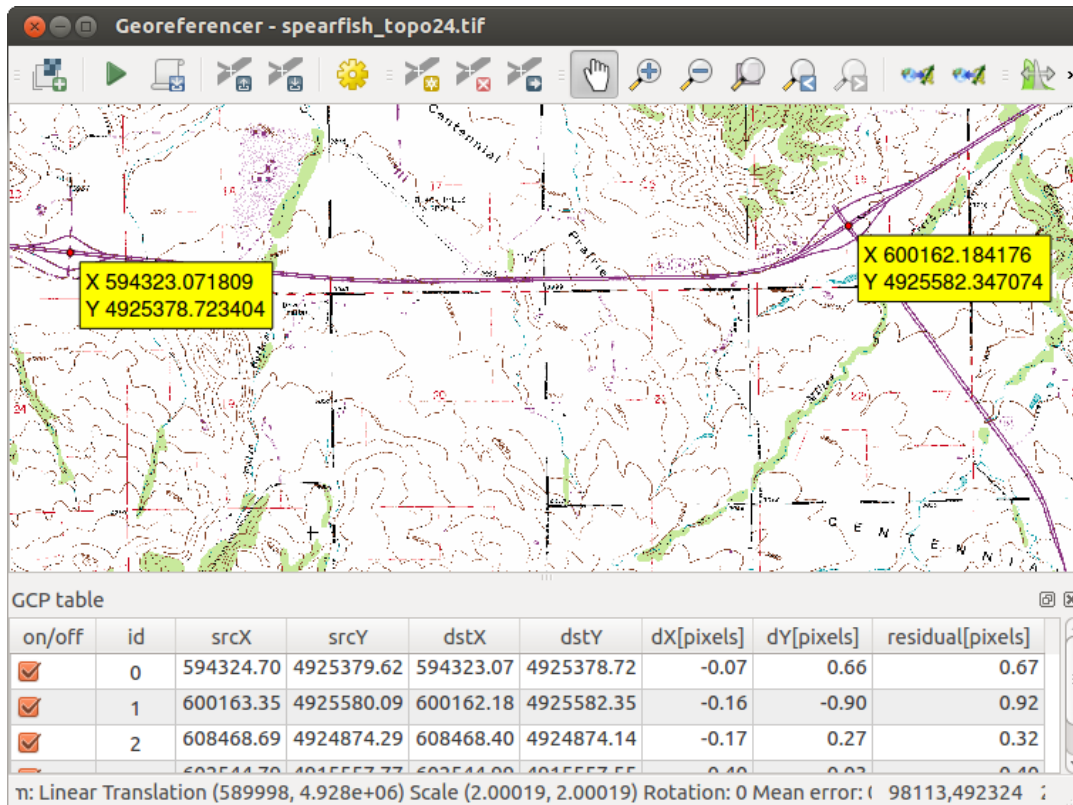 Georeferencer - spearfish_topo24.tif
Centennial
Prairie
17
X 594323.071809
Y 4925378.723404
X 600162.184176
Y 4925582.347074
24
CENTENNIA
GCP table
on/off id srcX srcY dstX dstY dX[pixels] dY[pixels] residual[pixels]
0 594324.70 4925379.62 594323.07 4925378.72 -0.07 0.66 0.67
1 600163.35 4925580.09 600162.18 4925582.35 -0.16 -0.90 0.92
2 608468.69 4924874.29 608468.40 4924874.14 -0.17 0.27 0.32
Linear Translation (589998, 4.928e+06) Scale (2.00019, 2.00019) Rotation: 0 Mean error: 98113,492324